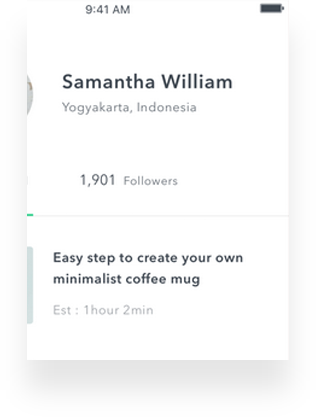 9:41 AM
Samantha William
Yogyakarta, Indonesia
1,901 Followers
Easy step to create your own
minimalist coffee mug
Est : 1hour 2min